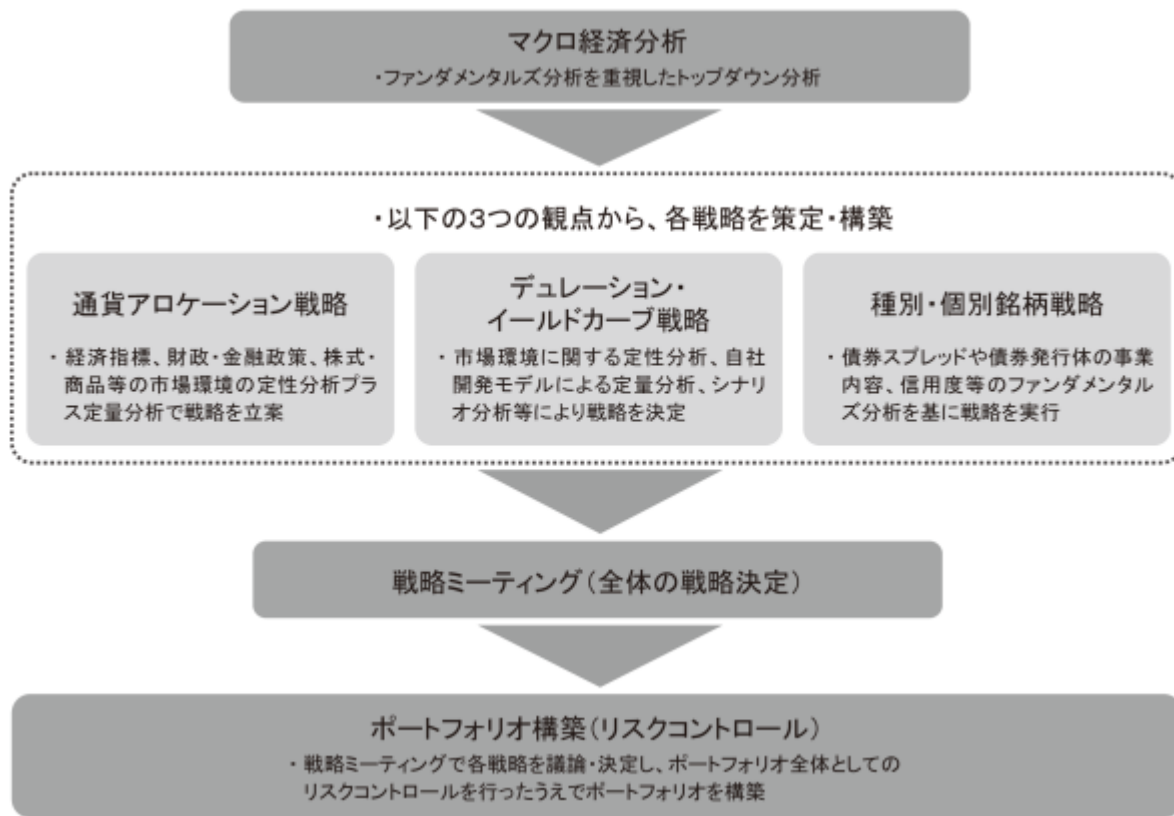 マクロ経済分析
・ファンダメンタルズ分析を重視したトップダウン分析
・以下の3つの観点から、各戦略を策定・構築
通貨アロケーション戦略
・経済指標、財政・金融政策、株式・
商品等の市場環境の定性分析プラ
ス定量分析で戦略を立案
デュレーション・
イールドカーブ戦略
・市場環境に関する定性分析、自社
開発モデルによる定量分析、シナリ
オ分析等により戦略を決定
種別・個別銘柄戦略
・債券スプレッドや債券発行体の事業
内容、信用度等のファンダメンタル
ズ分析を基に戦略を実行
戦略ミーティング(全体の戦略決定)
ポートフォリオ構築(リスクコントロール)
・戦略ミーティングで各戦略を議論・決定し、ポートフォリオ全体としての
リスクコントロールを行ったうえでポートフォリオを構築